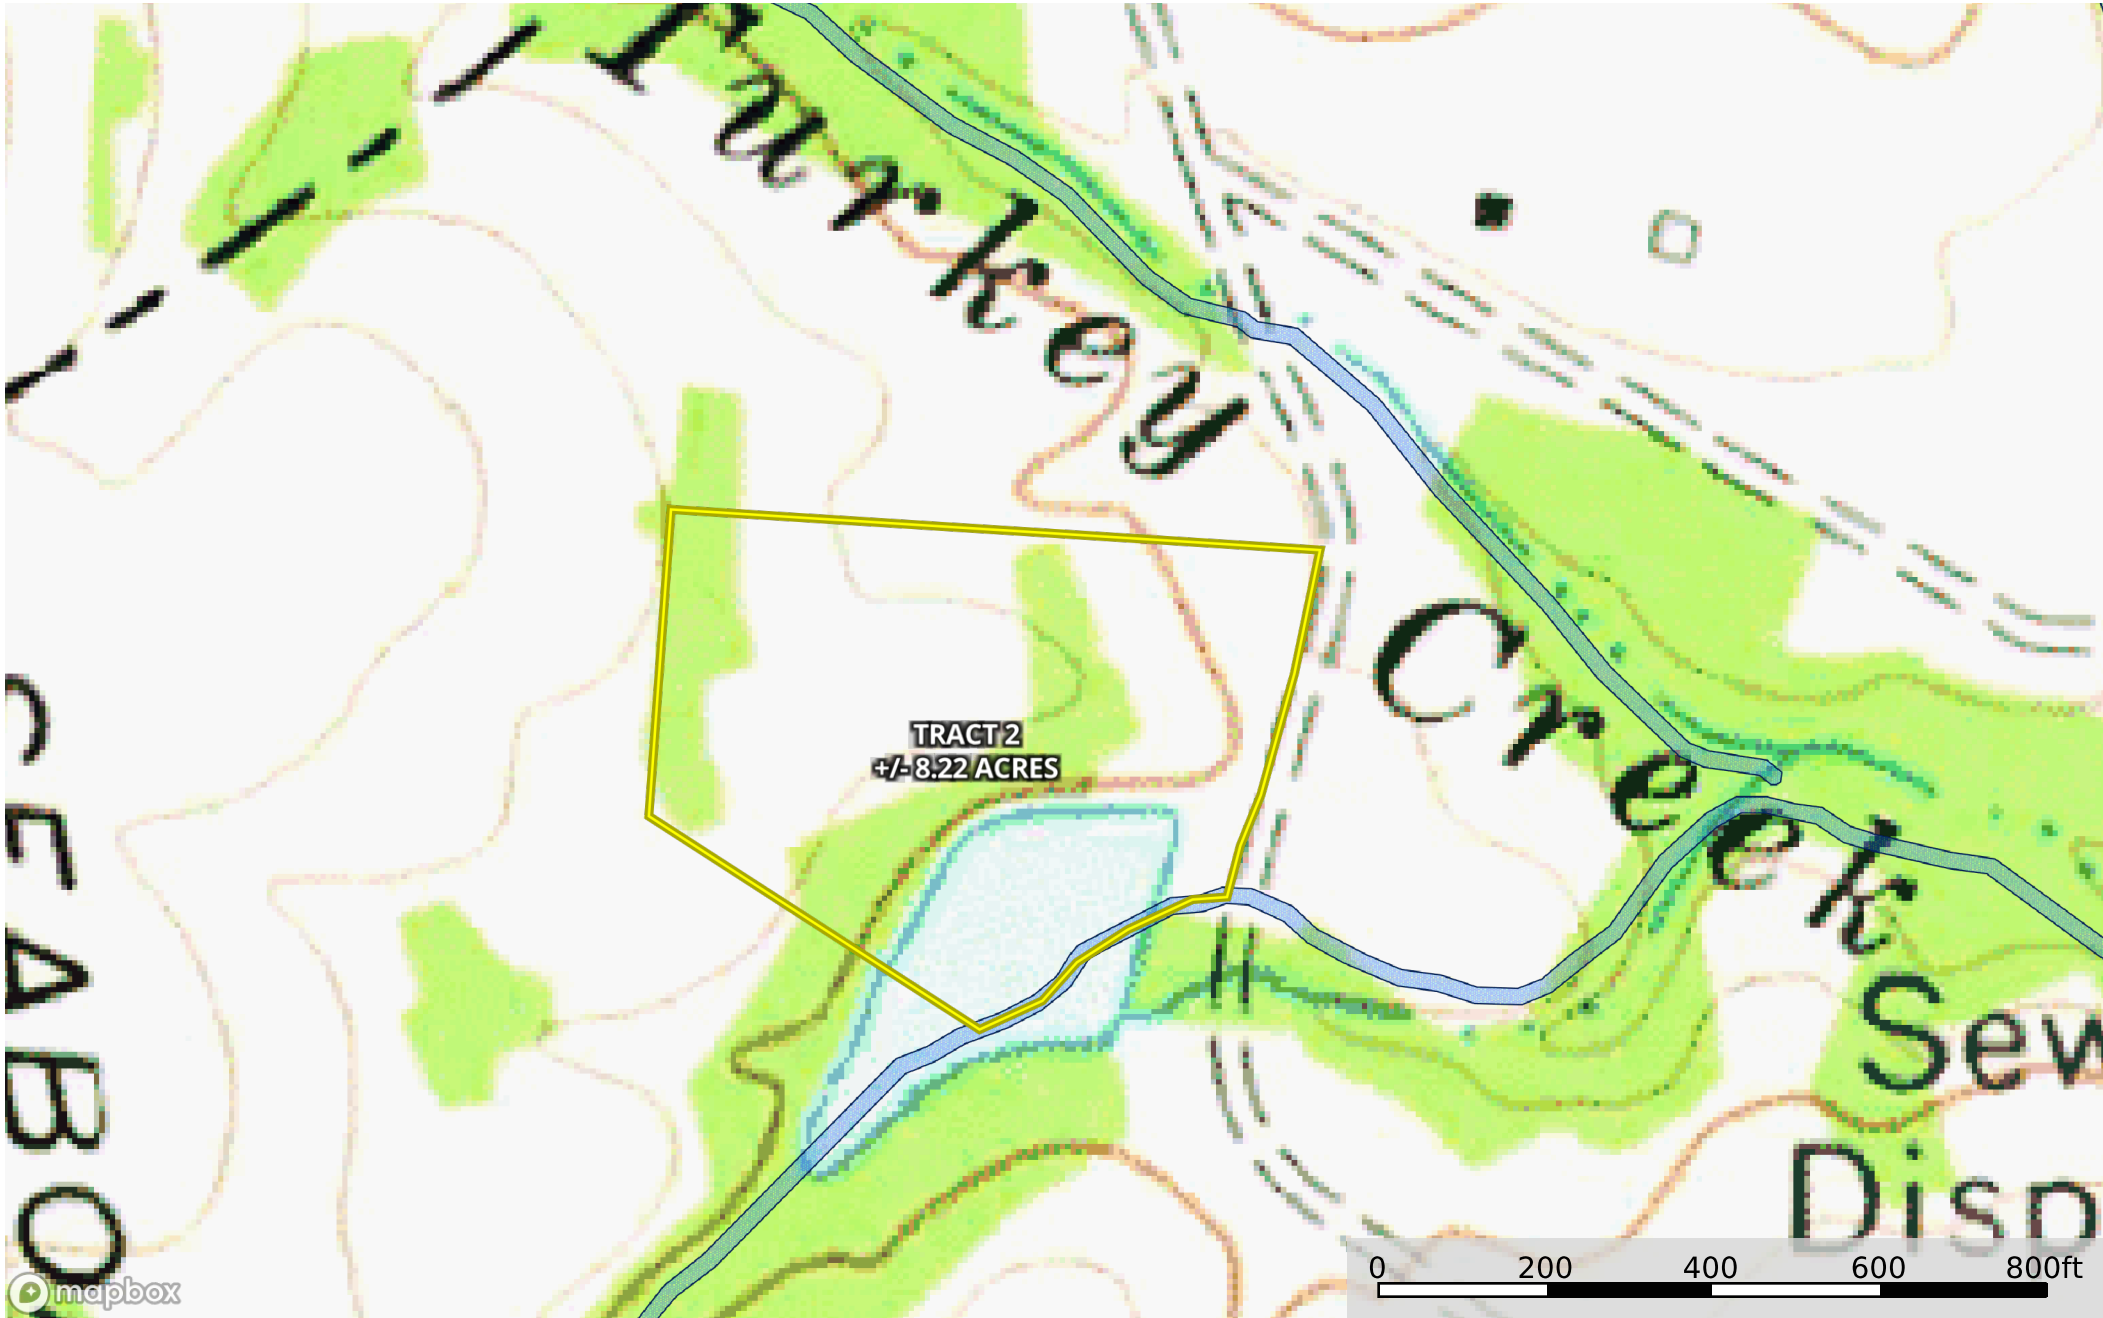 Turkey
Creek
TRACT 2
+/- 8.22 ACRES
Sew
Disp
mapbox
0 200 400 600 800ft